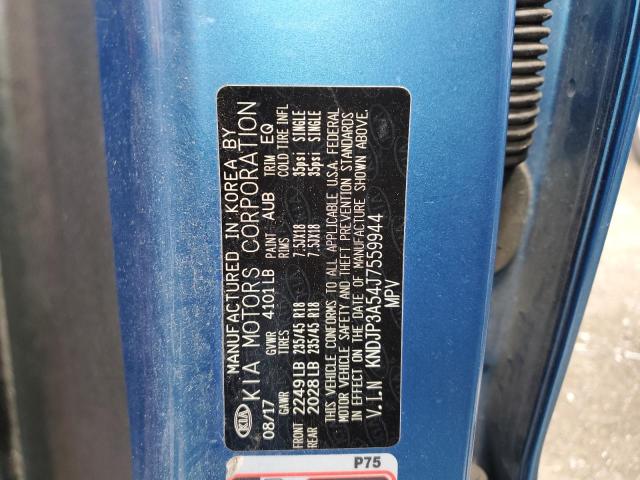 MANUFACTURED IN KOREA BY
KIA KIA MOTORS CORPORATION
08/17 GVWR 4101LB PAINT AUB TRIM EQ
GAWR TIRES RIMS COLD TIRE INFL
FRONT 2249LB 235/45 R18 7.5JX18 35psi SINGLE
REAR 2028LB 235/45 R18 7.5JX18 35psi SINGLE
THIS VEHICLE CONFORMS TO ALL APPLICABLE U.S.A. FEDERAL
MOTOR VEHICLE SAFETY AND THEFT PREVENTION STANDARDS
IN EFFECT ON THE DATE OF MANUFACTURE SHOWN ABOVE.
V.I.N KNDJP3A54J7559944
MPV
P75